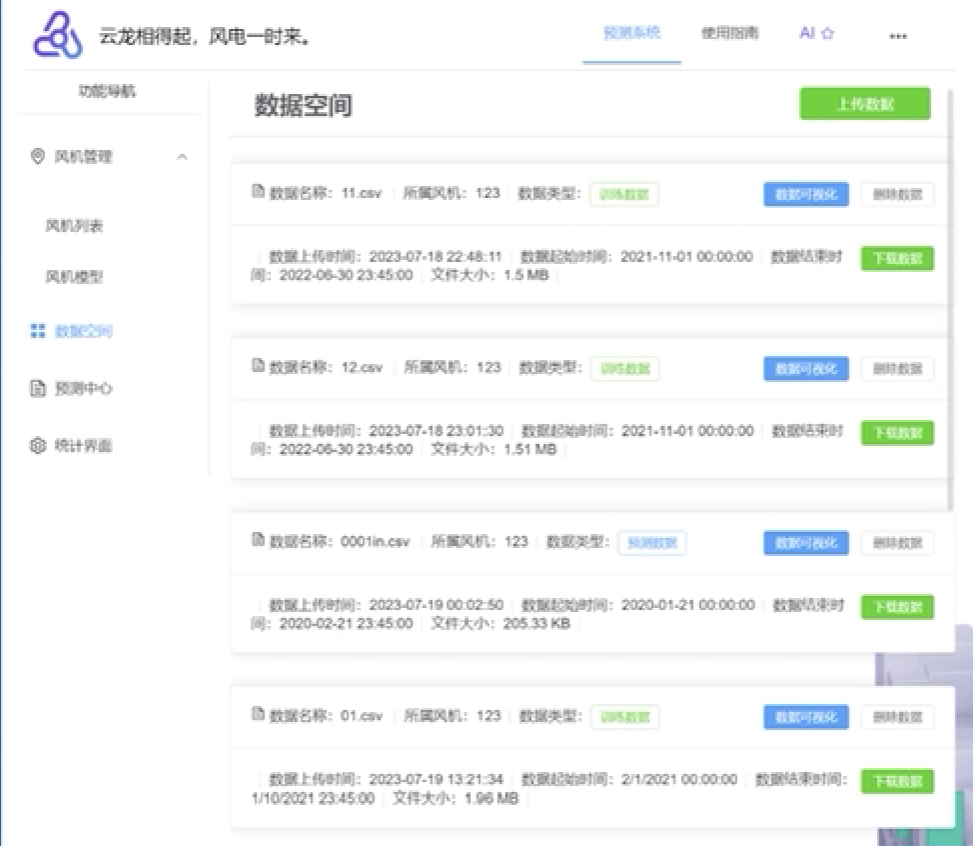 云龙相得起，风电一时来。
预测系统
使用指南
AI
功能导航
风机管理
风机列表
风机模型
数据空间
预测中心
统计界面
数据空间
上传数据
数据名称：11.csv 所属风机：123 数据类型：训练数据
数据可视化
删除数据
数据上传时间：2023-07-18 22:48:11 数据起始时间：2021-11-01 00:00:00 数据结束时
间：2022-06-30 23:45:00 文件大小：1.5 MB
下载数据
数据名称：12.csv 所属风机：123 数据类型：训练数据
数据可视化
删除数据
数据上传时间：2023-07-18 23:01:30 数据起始时间：2021-11-01 00:00:00 数据结束时
间：2022-06-30 23:45:00 文件大小：1.51 MB
下载数据
数据名称：0001in.csv 所属风机：123 数据类型：预测数据
数据可视化
删除数据
数据上传时间：2023-07-19 00:02:50 数据起始时间：2020-01-21 00:00:00 数据结束时
间：2020-02-21 23:45:00 文件大小：205.33 KB
下载数据
数据名称：01.csv 所属风机：123 数据类型：训练数据
数据可视化
删除数据
数据上传时间：2023-07-19 13:21:34 数据起始时间：2/1/2021 00:00:00 数据结束时间：
1/10/2021 23:45:00 文件大小：1.96 MB
下载数据